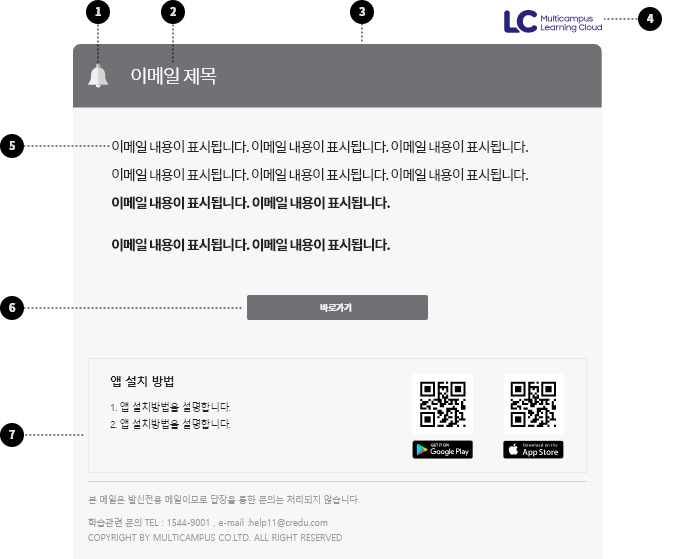 1
2
3
LC Multicampus Learning Cloud
4
이메일 제목
5
이메일 내용이 표시됩니다. 이메일 내용이 표시됩니다. 이메일 내용이 표시됩니다.
이메일 내용이 표시됩니다. 이메일 내용이 표시됩니다. 이메일 내용이 표시됩니다.
이메일 내용이 표시됩니다. 이메일 내용이 표시됩니다.
이메일 내용이 표시됩니다. 이메일 내용이 표시됩니다.
6
바로가기
앱 설치 방법
1. 앱 설치방법을 설명합니다.
2. 앱 설치방법을 설명합니다.
7
GET IT ON
Google Play
Download on the
App Store
본 메일은 발신전용 메일이므로 답장을 통한 문의는 처리되지 않습니다.
학습관련 문의 TEL : 1544-9001 , e-mail :help11@credu.com
COPYRIGHT BY MULTICAMPUS CO.LTD. ALL RIGHT RESERVED